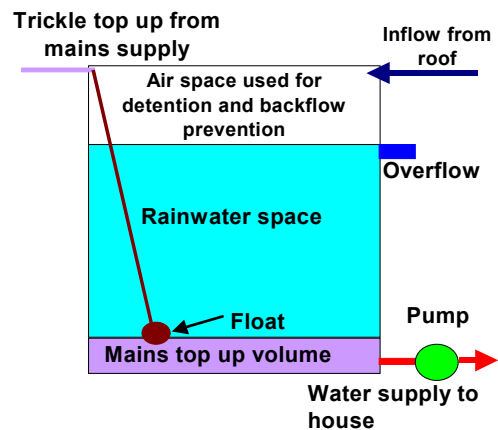 Trickle top up from
mains supply
Inflow from
roof
Air space used for
detention and backflow
prevention
Overflow
Rainwater space
Float
Pump
Mains top up volume
Water supply to
house